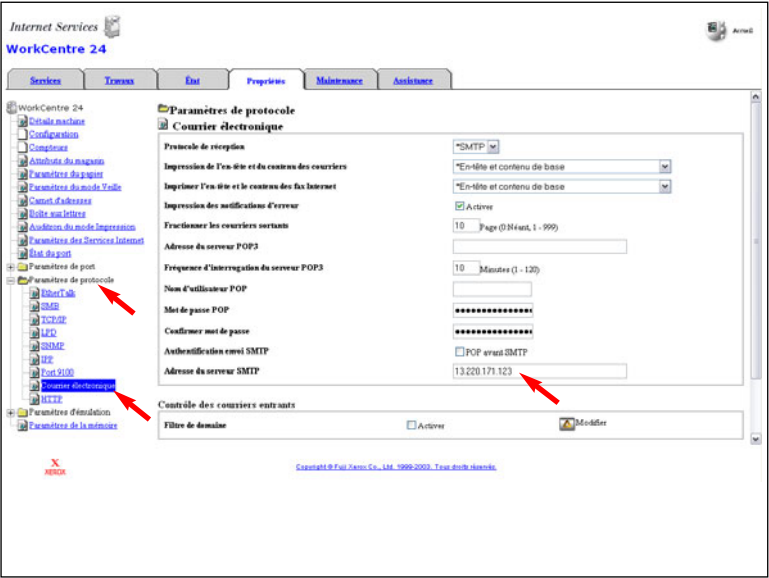 Internet Services
Accueil
WorkCentre 24
Services Travaux État Propriétés Maintenance Assistance
WorkCentre 24
Détails machine
Configuration
Compteurs
Attributs du magasin
Paramètres du papier
Paramètres du mode Veille
Carnet d'adresses
Boîte aux lettres
Auditron du mode Impression
Paramètres des Services Internet
État du port
Paramètres de port
Paramètres de protocole
EtherTalk
SMB
TCP/IP
LPD
SNMP
IPP
Port 9100
Courrier électronique
HTTP
Paramètres d'émulation
Paramètres de la mémoire
Paramètres de protocole
Courrier électronique
Protocole de réception *SMTP
Impression de l'en-tête et du contenu des courriers *En-tête et contenu de base
Imprimer l'en-tête et le contenu des fax Internet *En-tête et contenu de base
Impression des notifications d'erreur Activer
Fractionner les courriers sortants 10 Page (0:Néant, 1 - 999)
Adresse du serveur POP3
Fréquence d'interrogation du serveur POP3 10 Minutes (1 - 120)
Nom d'utilisateur POP
Mot de passe POP
Confirmer mot de passe
Authentification envoi SMTP POP avant SMTP
Adresse du serveur SMTP 13.220.171.123
Contrôle des courriers entrants
Filtre de domaine Activer Modifier
X
XEROX
Copyright © Fuji Xerox Co., Ltd. 1999-2003. Tous droits réservés.